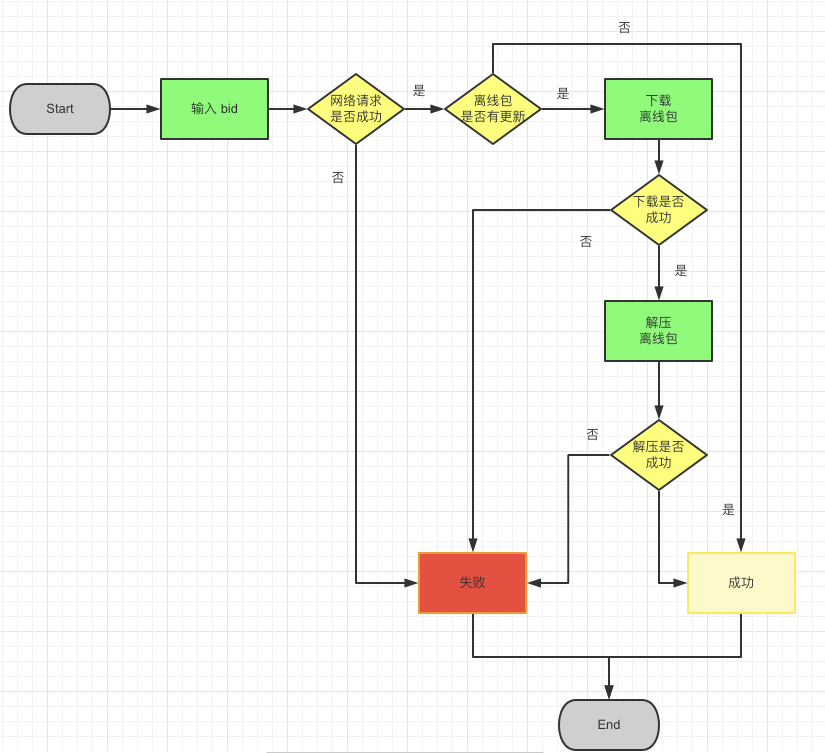 否
Start
输入 bid
网络请求
是否成功
是
离线包
是否有更新
是
下载
离线包
否
下载是否
成功
否
是
解压
离线包
否
解压是否
成功
是
失败
成功
End